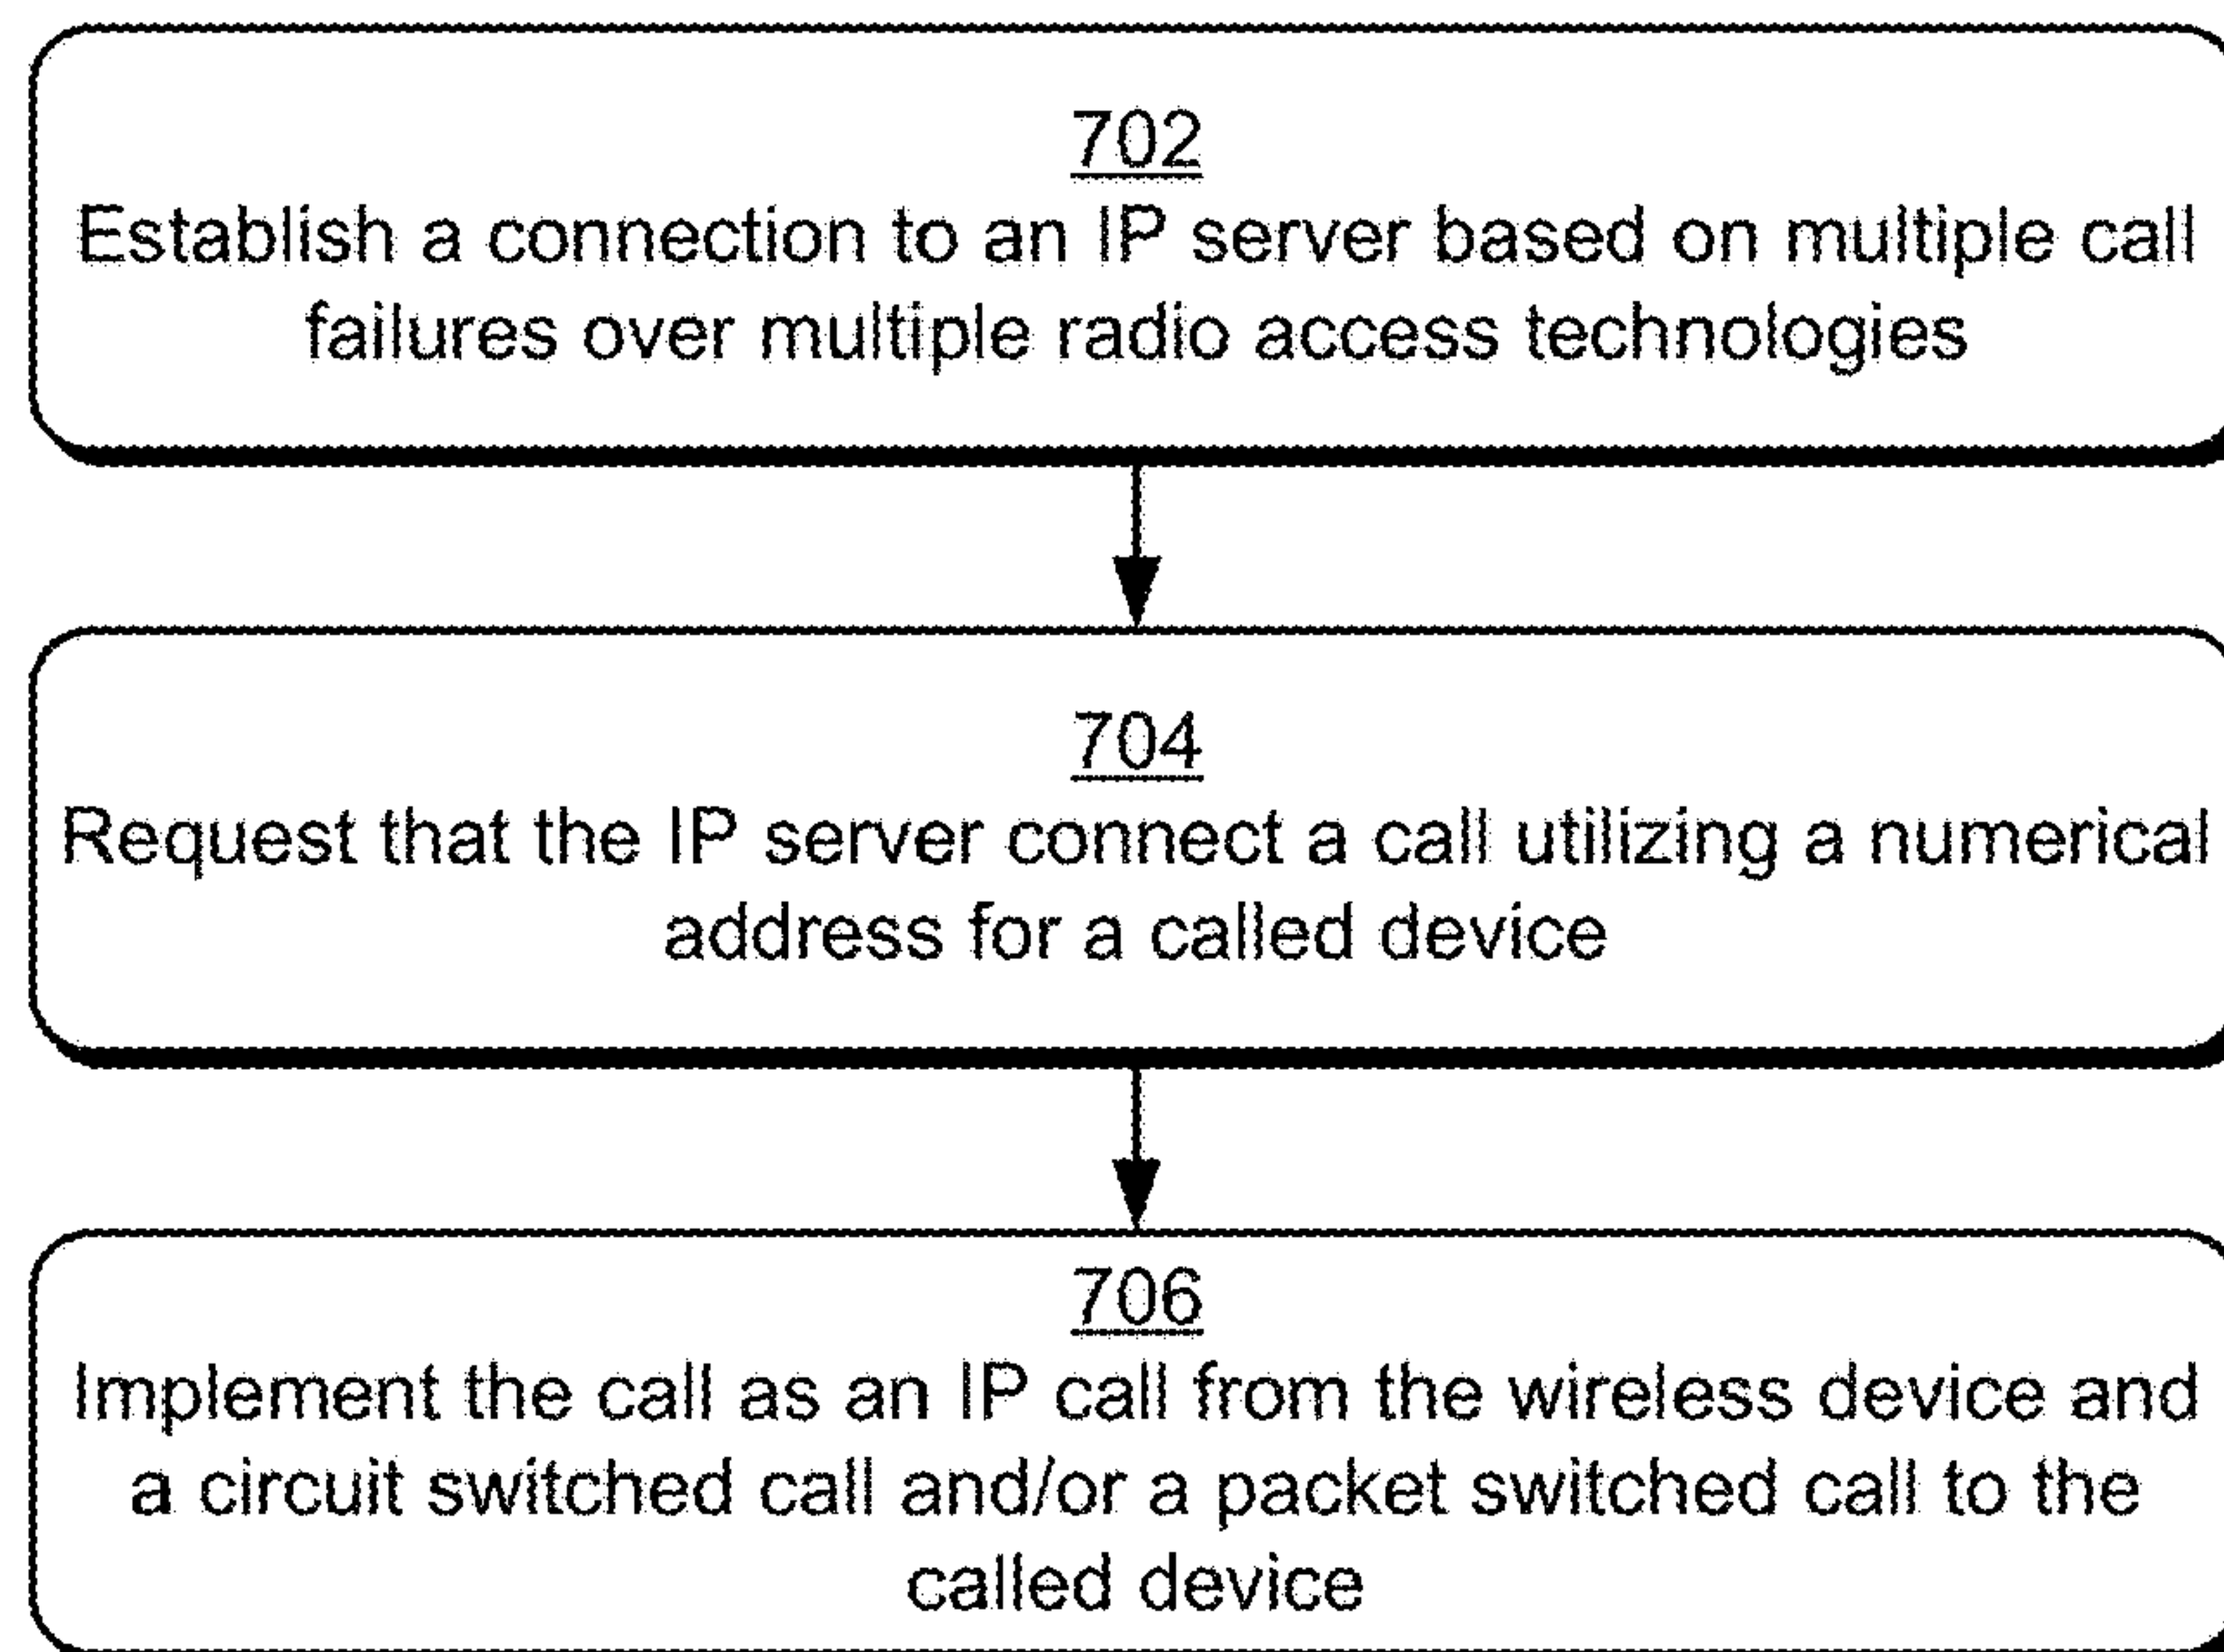 702
Establish a connection to an IP server based on multiple call
failures over multiple radio access technologies
704
Request that the IP server connect a call utilizing a numerical
address for a called device
706
Implement the call as an IP call from the wireless device and
a circuit switched call and/or a packet switched call to the
called device